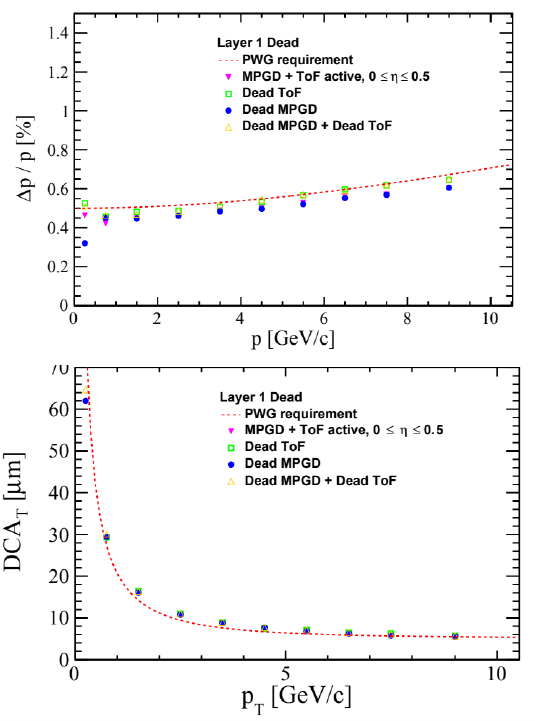 1.4
1.2
1
0.8
0.6
0.4
0.2
0
Δp / p [%]
Layer 1 Dead
PWG requirement
MPGD + ToF active, 0 ≤ η ≤ 0.5
Dead ToF
Dead MPGD
Dead MPGD + Dead ToF
0 2 4 6 8 10
p [GeV/c]
70
60
50
40
30
20
10
0
DCA_T [μm]
Layer 1 Dead
PWG requirement
MPGD + ToF active, 0 ≤ η ≤ 0.5
Dead ToF
Dead MPGD
Dead MPGD + Dead ToF
0 5 10
p_T [GeV/c]